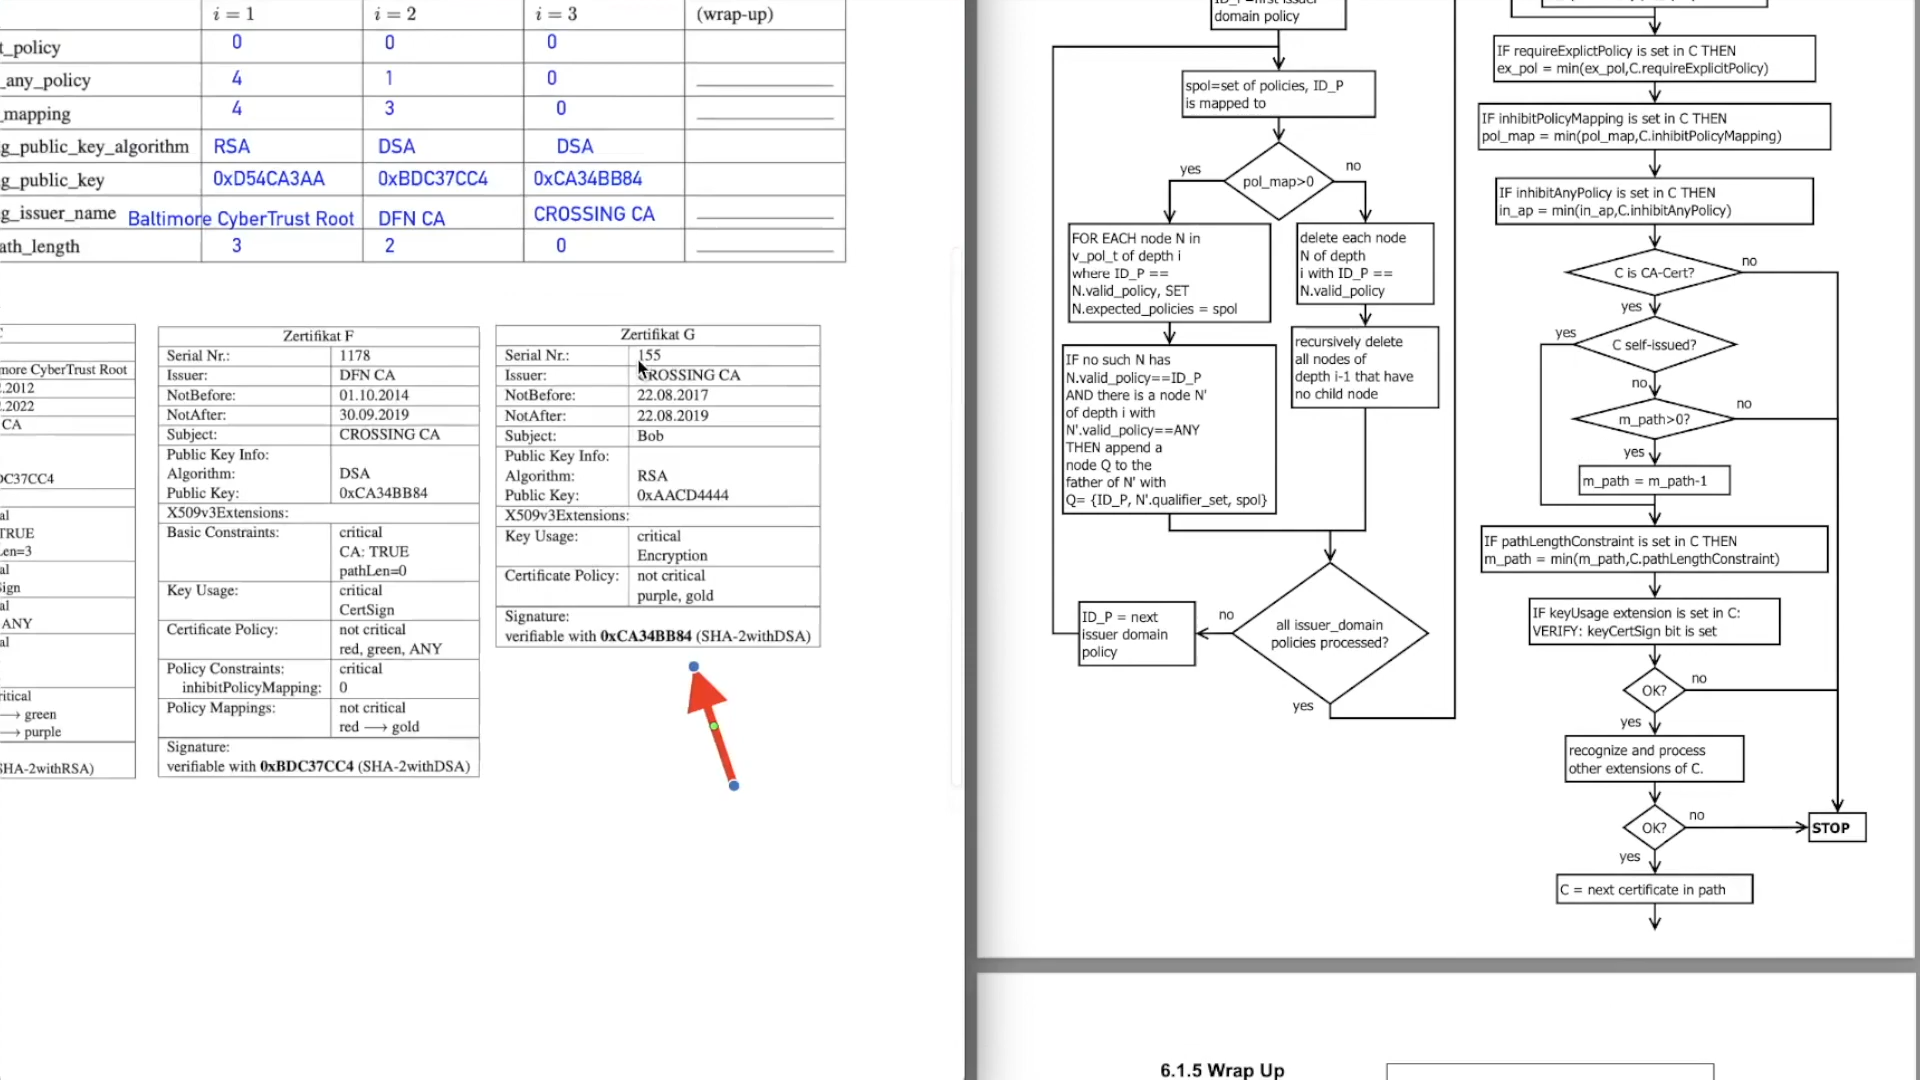 i = 1
i = 2
i = 3
(wrap-up)
t_policy
0
0
0
_any_policy
4
1
0
_mapping
4
3
0
g_public_key_algorithm
RSA
DSA
DSA
g_public_key
0xD54CA3AA
0xBDC37CC4
0xCA34BB84
g_issuer_name
Baltimore CyberTrust Root
DFN CA
CROSSING CA
ath_length
3
2
0
more CyberTrust Root
.2012
.2022
CA
DC37CC4
al
TRUE
Len=3
al
ign
al
ANY
al
ritical
→ green
→ purple
SHA-2withRSA)
Zertifikat F
Serial Nr.: 1178
Issuer: DFN CA
NotBefore: 01.10.2014
NotAfter: 30.09.2019
Subject: CROSSING CA
Public Key Info:
Algorithm: DSA
Public Key: 0xCA34BB84
X509v3Extensions:
Basic Constraints: critical
CA: TRUE
pathLen=0
Key Usage: critical
CertSign
Certificate Policy: not critical
red, green, ANY
Policy Constraints: critical
inhibitPolicyMapping: 0
Policy Mappings: not critical
red → gold
Signature:
verifiable with 0xBDC37CC4 (SHA-2withDSA)
Zertifikat G
Serial Nr.: 155
Issuer: CROSSING CA
NotBefore: 22.08.2017
NotAfter: 22.08.2019
Subject: Bob
Public Key Info:
Algorithm: RSA
Public Key: 0xAACD4444
X509v3Extensions:
Key Usage: critical
Encryption
Certificate Policy: not critical
purple, gold
Signature:
verifiable with 0xCA34BB84 (SHA-2withDSA)
domain policy
spol=set of policies, ID_P
is mapped to
yes
no
pol_map>0
FOR EACH node N in
v_pol_t of depth i
where ID_P ==
N.valid_policy, SET
N.expected_policies = spol
delete each node
N of depth
i with ID_P ==
N.valid_policy
IF no such N has
N.valid_policy==ID_P
AND there is a node N'
of depth i with
N'.valid_policy==ANY
THEN append a
node Q to the
father of N' with
Q= {ID_P, N'.qualifier_set, spol}
recursively delete
all nodes of
depth i-1 that have
no child node
ID_P = next
issuer domain
policy
no
all issuer_domain
policies processed?
yes
IF requireExplictPolicy is set in C THEN
ex_pol = min(ex_pol,C.requireExplicitPolicy)
IF inhibitPolicyMapping is set in C THEN
pol_map = min(pol_map,C.inhibitPolicyMapping)
IF inhibitAnyPolicy is set in C THEN
in_ap = min(in_ap,C.inhibitAnyPolicy)
C is CA-Cert?
no
yes
yes
C self-issued?
no
m_path>0?
no
yes
m_path = m_path-1
IF pathLengthConstraint is set in C THEN
m_path = min(m_path,C.pathLengthConstraint)
IF keyUsage extension is set in C:
VERIFY: keyCertSign bit is set
OK?
no
yes
recognize and process
other extensions of C.
OK?
no
STOP
yes
C = next certificate in path
6.1.5 Wrap Up